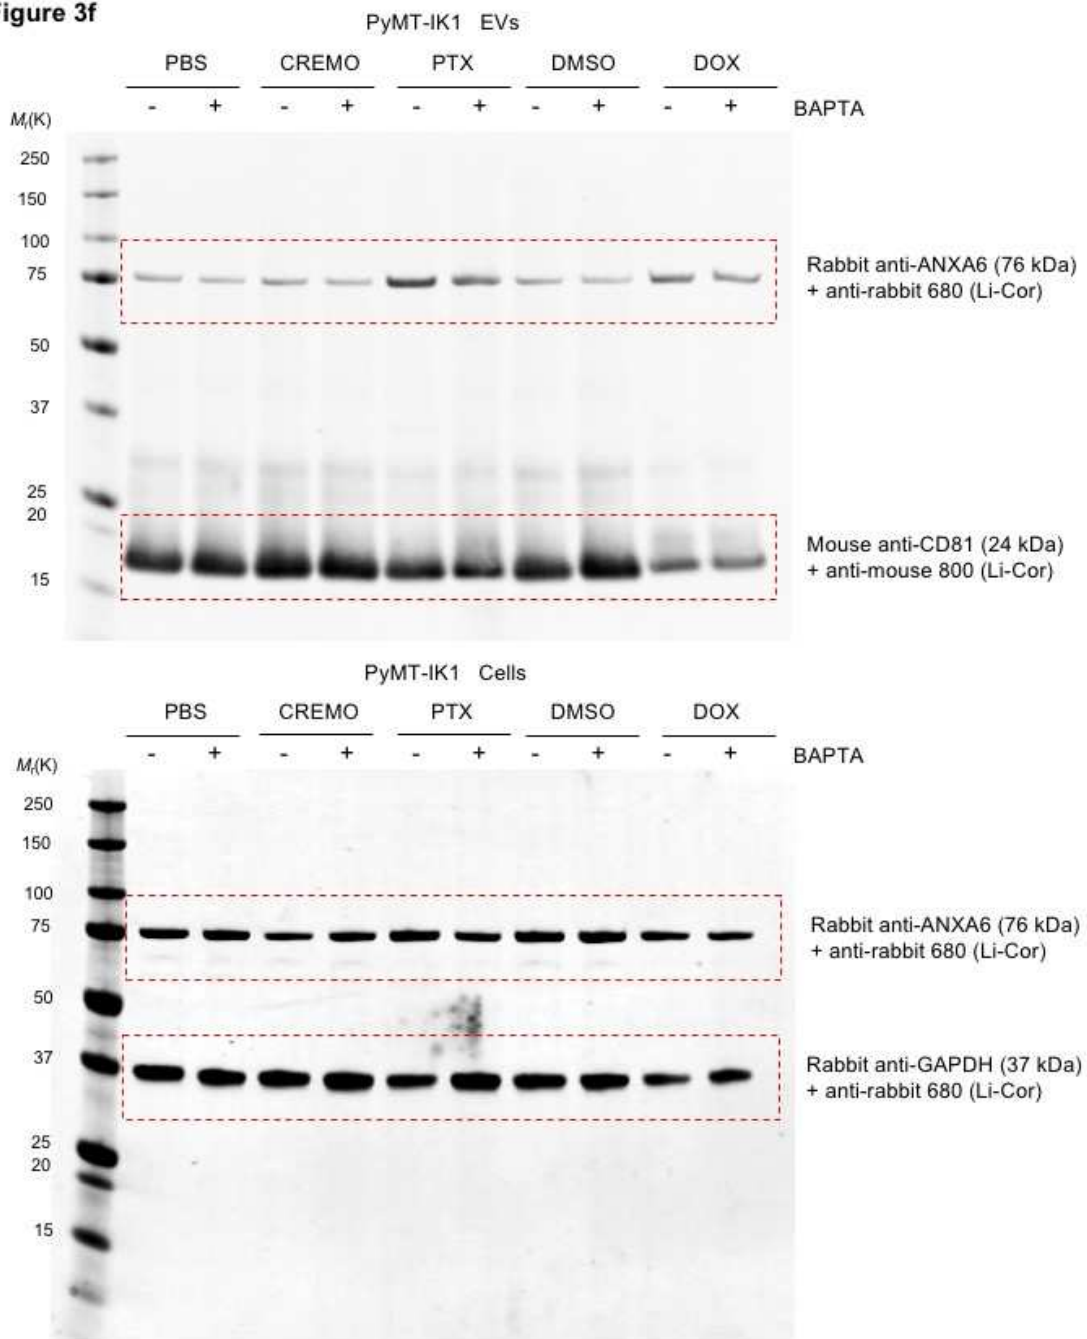 igure 3f
PyMT-IK1 EVs
PBS CREMO PTX DMSO DOX
- + - + - + - + - + BAPTA
Mr(K)
250
150
100
75
50
37
25
20
15
Rabbit anti-ANXA6 (76 kDa)
+ anti-rabbit 680 (Li-Cor)
Mouse anti-CD81 (24 kDa)
+ anti-mouse 800 (Li-Cor)
PyMT-IK1 Cells
PBS CREMO PTX DMSO DOX
- + - + - + - + - + BAPTA
Mr(K)
250
150
100
75
50
37
25
20
15
Rabbit anti-ANXA6 (76 kDa)
+ anti-rabbit 680 (Li-Cor)
Rabbit anti-GAPDH (37 kDa)
+ anti-rabbit 680 (Li-Cor)